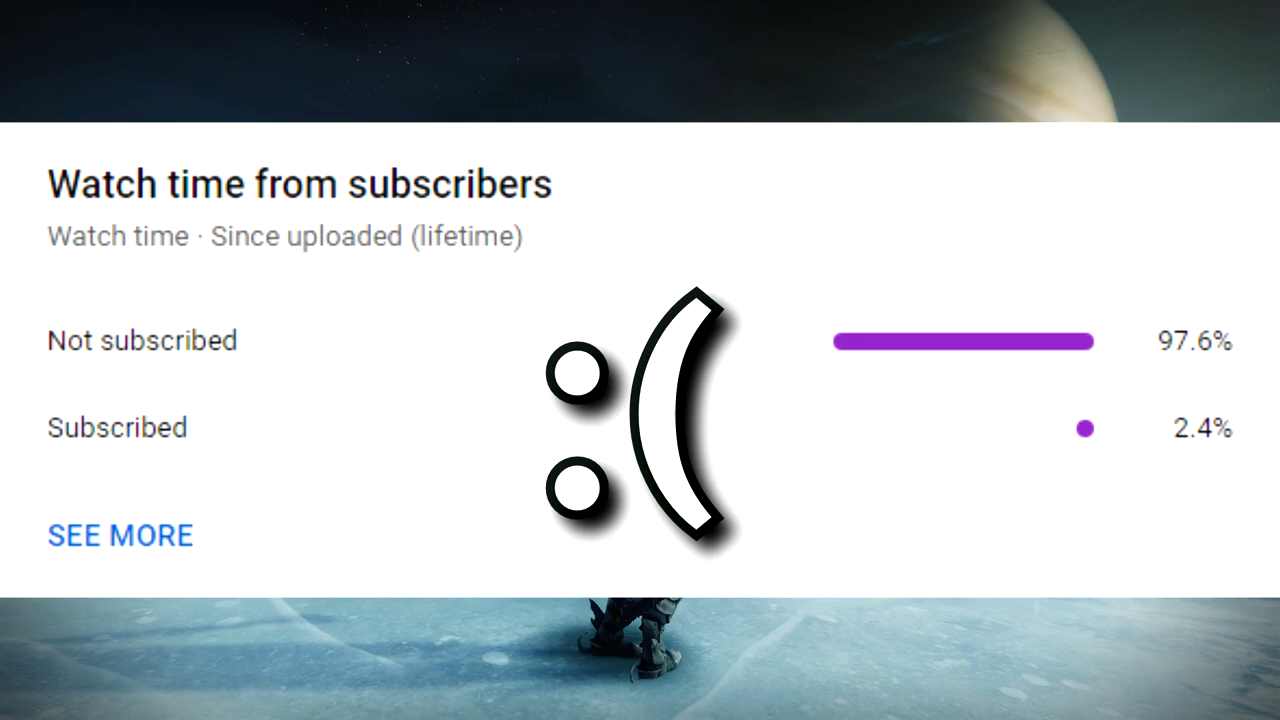 Watch time from subscribers
Watch time · Since uploaded (lifetime)
Not subscribed 97.6%
:(
Subscribed 2.4%
SEE MORE